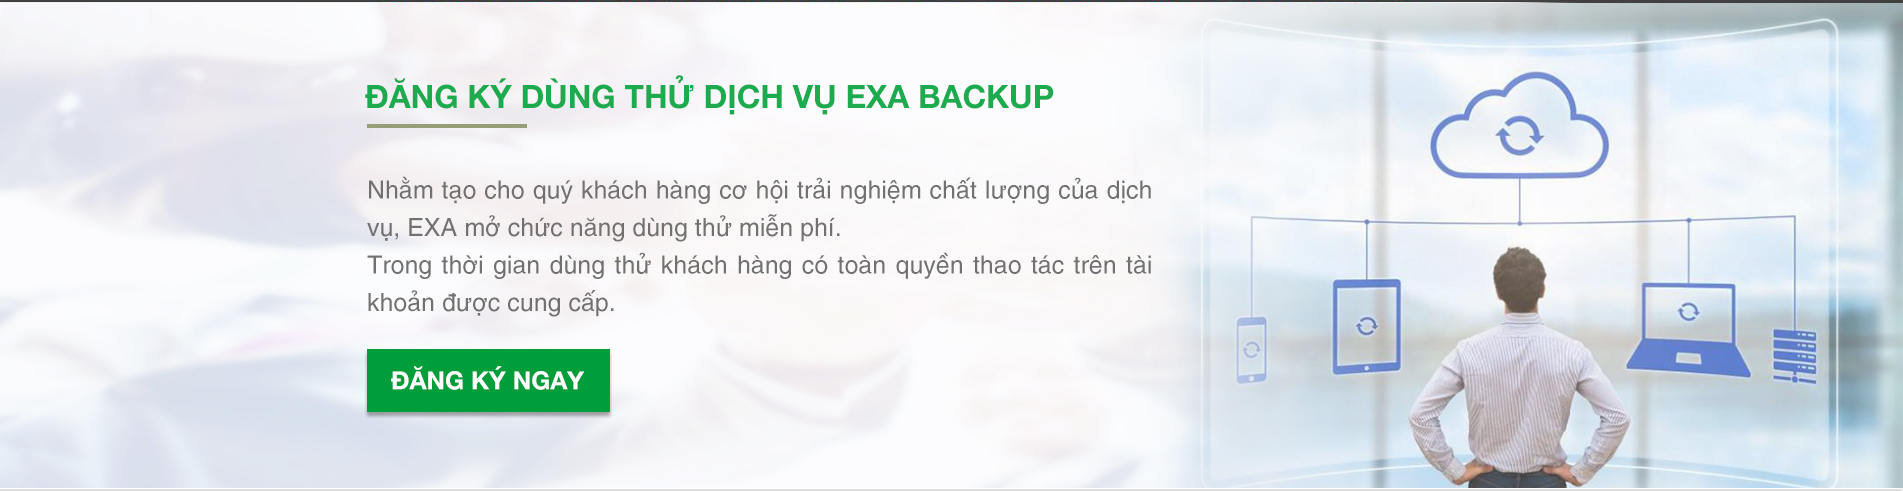 ĐĂNG KÝ DÙNG THỬ DỊCH VỤ EXA BACKUP
Nhằm tạo cho quý khách hàng cơ hội trải nghiệm chất lượng của dịch
vụ, EXA mở chức năng dùng thử miễn phí.
Trong thời gian dùng thử khách hàng có toàn quyền thao tác trên tài
khoản được cung cấp.
ĐĂNG KÝ NGAY